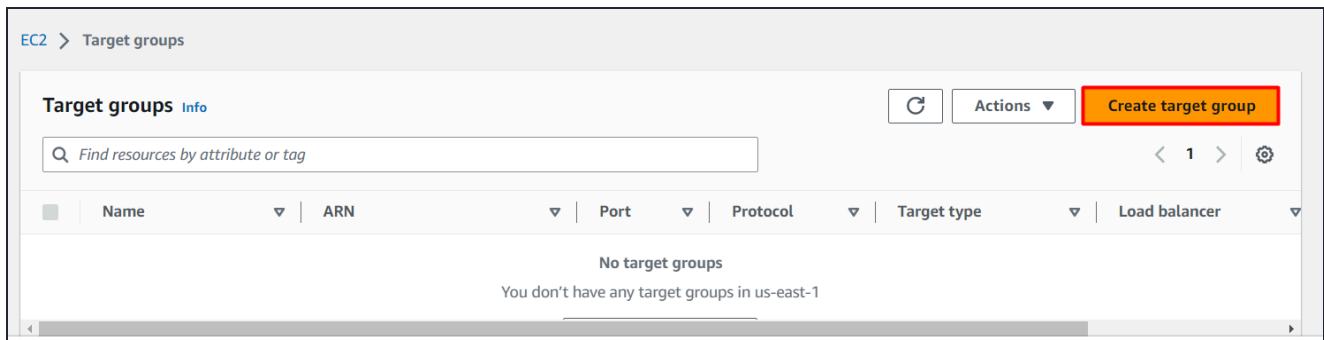 EC2 > Target groups
Target groups Info
Actions
Create target group
Find resources by attribute or tag
1
Name ARN Port Protocol Target type Load balancer
No target groups
You don't have any target groups in us-east-1